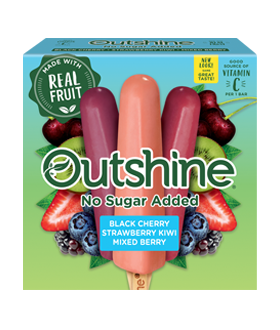 MADE WITH
REAL
FRUIT
NEW LOOK!
GREAT
TASTE!
GOOD
SOURCE OF
VITAMIN
C
PER 1 BAR
Outshine
No Sugar Added
BLACK CHERRY
STRAWBERRY KIWI
MIXED BERRY